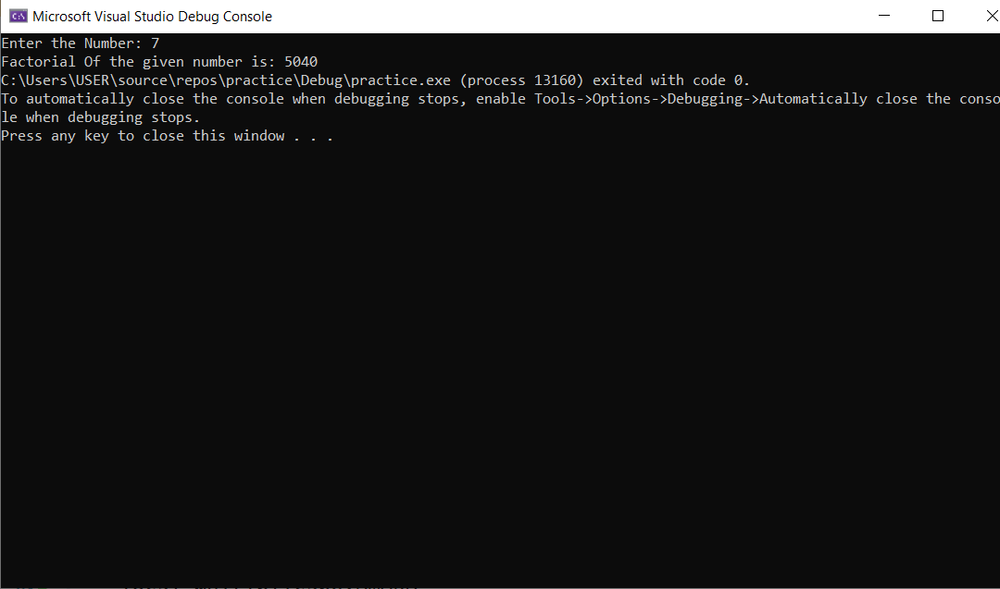 Microsoft Visual Studio Debug Console
Enter the Number: 7
Factorial Of the given number is: 5040
C:\Users\USER\source\repos\practice\Debug\practice.exe (process 13160) exited with code 0.
To automatically close the console when debugging stops, enable Tools->Options->Debugging->Automatically close the conso
le when debugging stops.
Press any key to close this window . . .